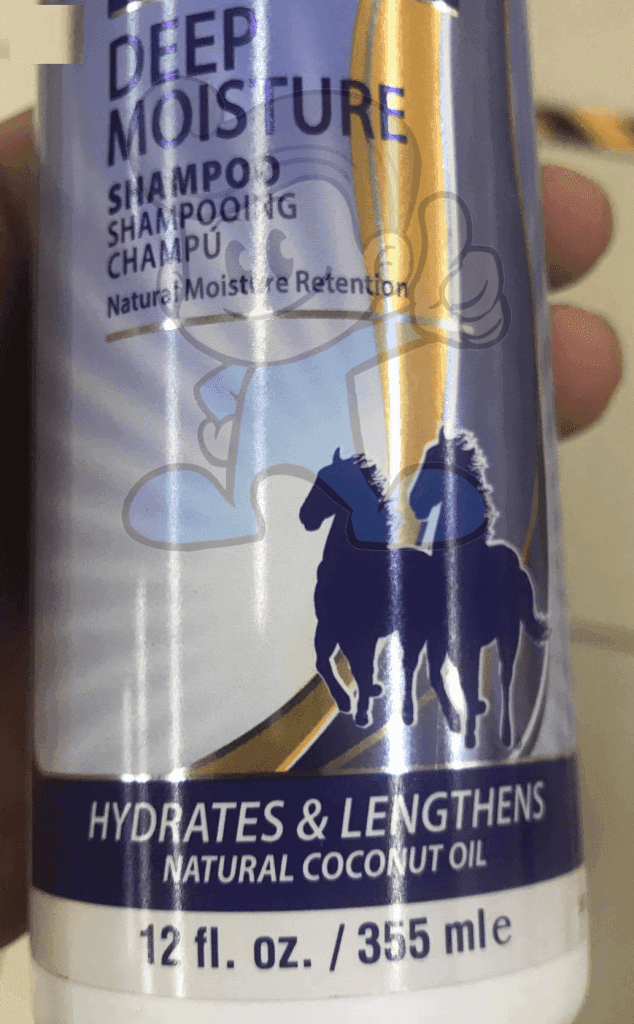 DEEP
MOISTURE
SHAMPOO
SHAMPOOING
CHAMPÚ
Natural Moisture Retention
HYDRATES & LENGTHENS
NATURAL COCONUT OIL
12 fl. oz. / 355 ml e